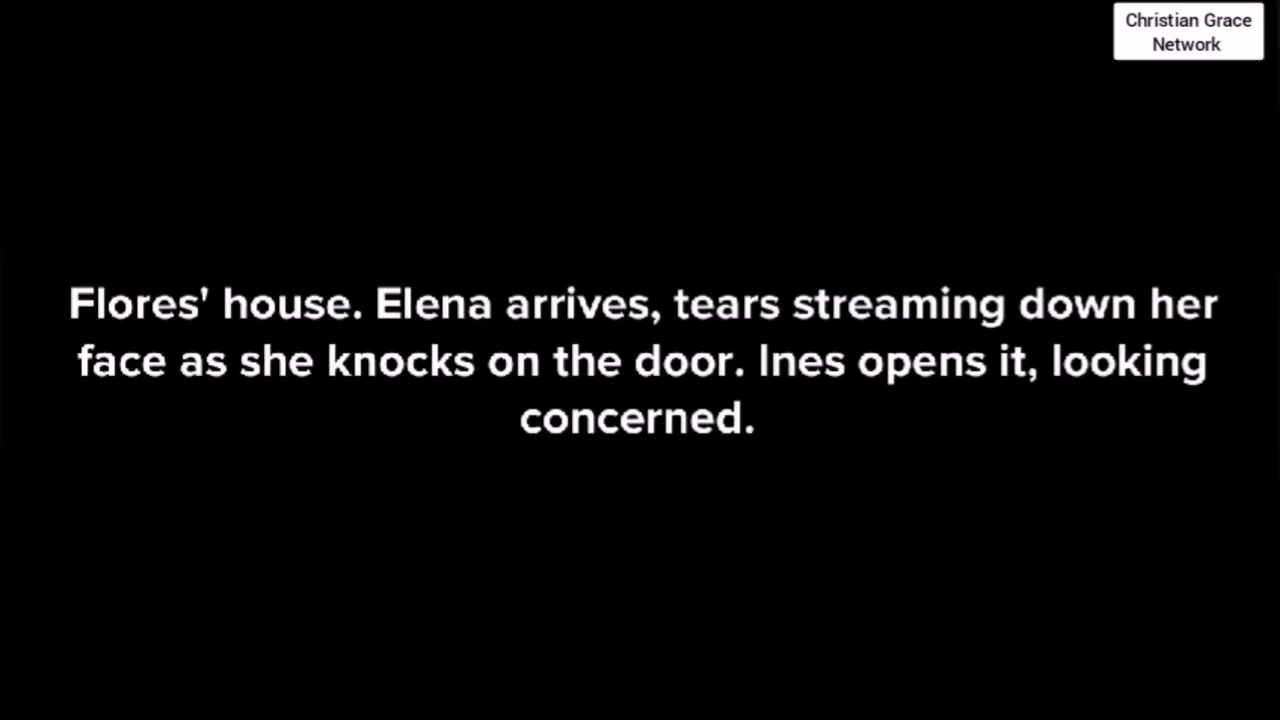 Christian Grace
Network
Flores' house. Elena arrives, tears streaming down her
face as she knocks on the door. Ines opens it, looking
concerned.